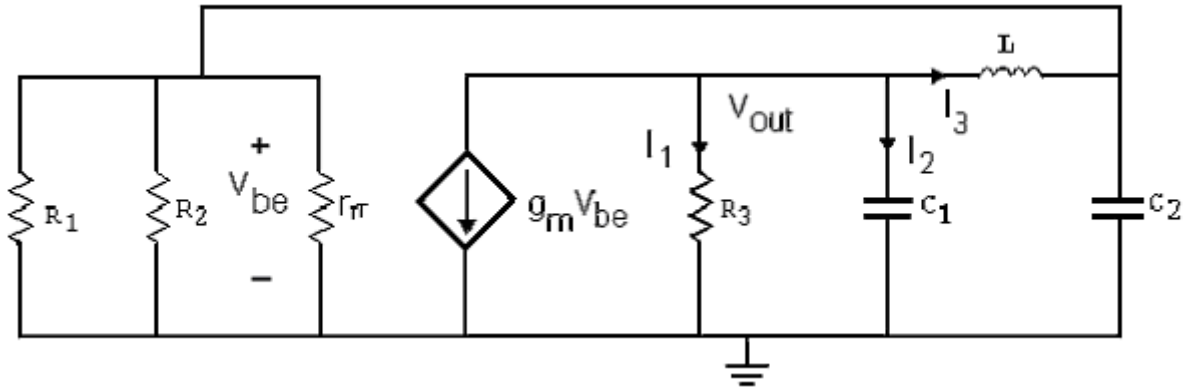 L
V_out
I_3
I_1
I_2
+
V_be
−
R_1
R_2
r_π
g_m V_be
R_3
C_1
C_2